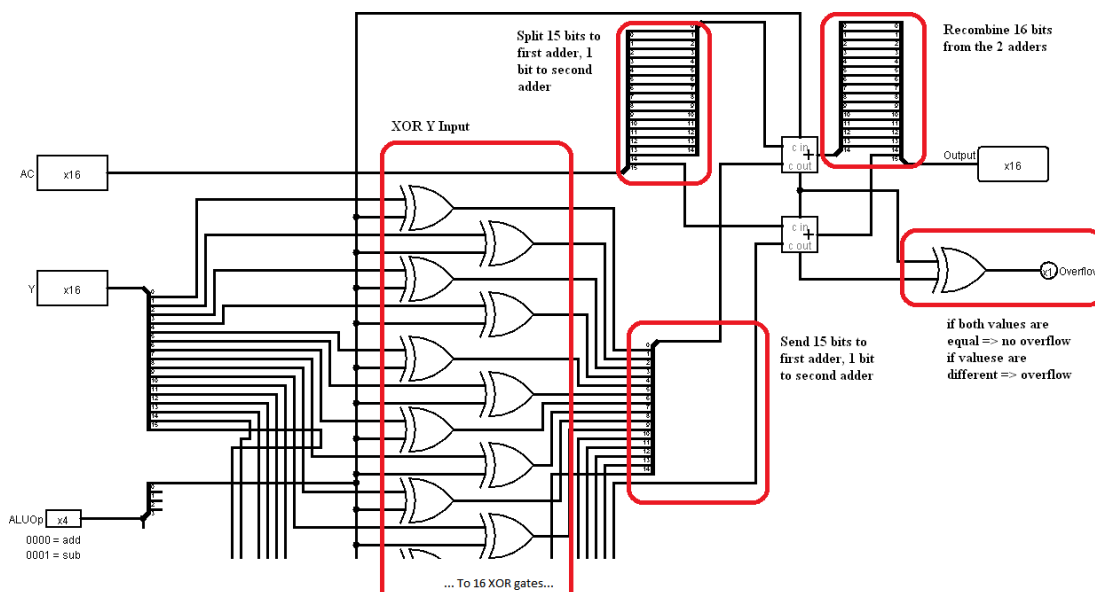 Split 15 bits to
first adder, 1
bit to second
adder
Recombine 16 bits
from the 2 adders
XOR Y Input
c in
c out
+
c in
c out
+
AC
x16
Output
x16
Y
x16
x1
Overflow
if both values are
equal => no overflow
if valuese are
different => overflow
Send 15 bits to
first adder, 1 bit
to second adder
ALUOp
x4
0000 = add
0001 = sub
... To 16 XOR gates...